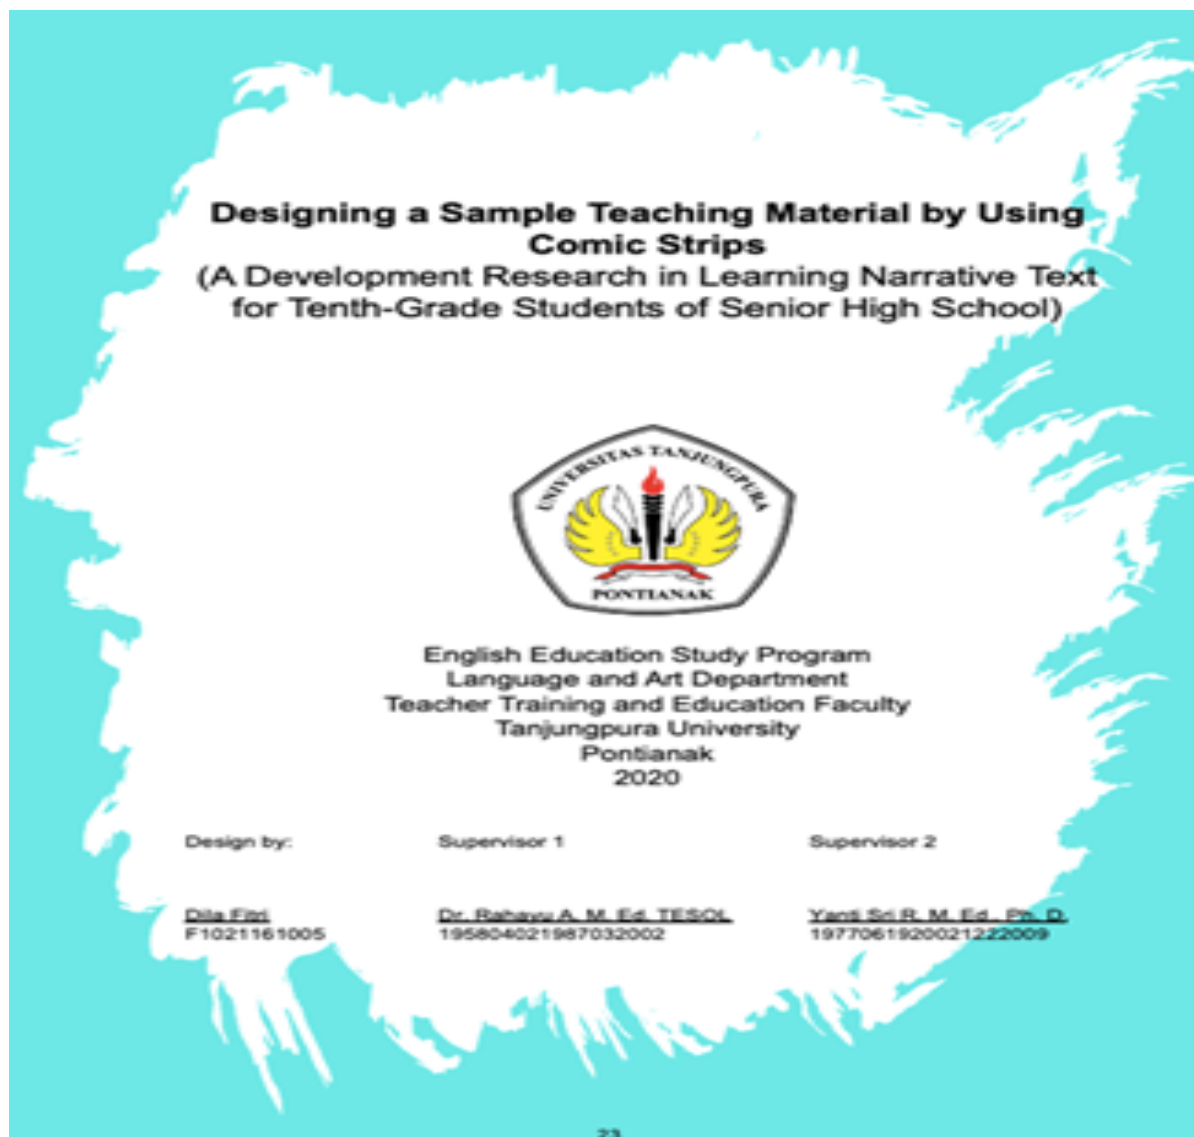 Designing a Sample Teaching Material by Using
Comic Strips
(A Development Research in Learning Narrative Text
for Tenth-Grade Students of Senior High School)
UNIVERSITAS TANJUNGPURA
PONTIANAK
English Education Study Program
Language and Art Department
Teacher Training and Education Faculty
Tanjungpura University
Pontianak
2020
Design by: Supervisor 1 Supervisor 2
Dila Fitri Dr. Rahayu A, M. Ed. TESOL Yanti Sri R, M. Ed., Ph. D.
F1021161005 195804021987032002 1977061920021222009
23